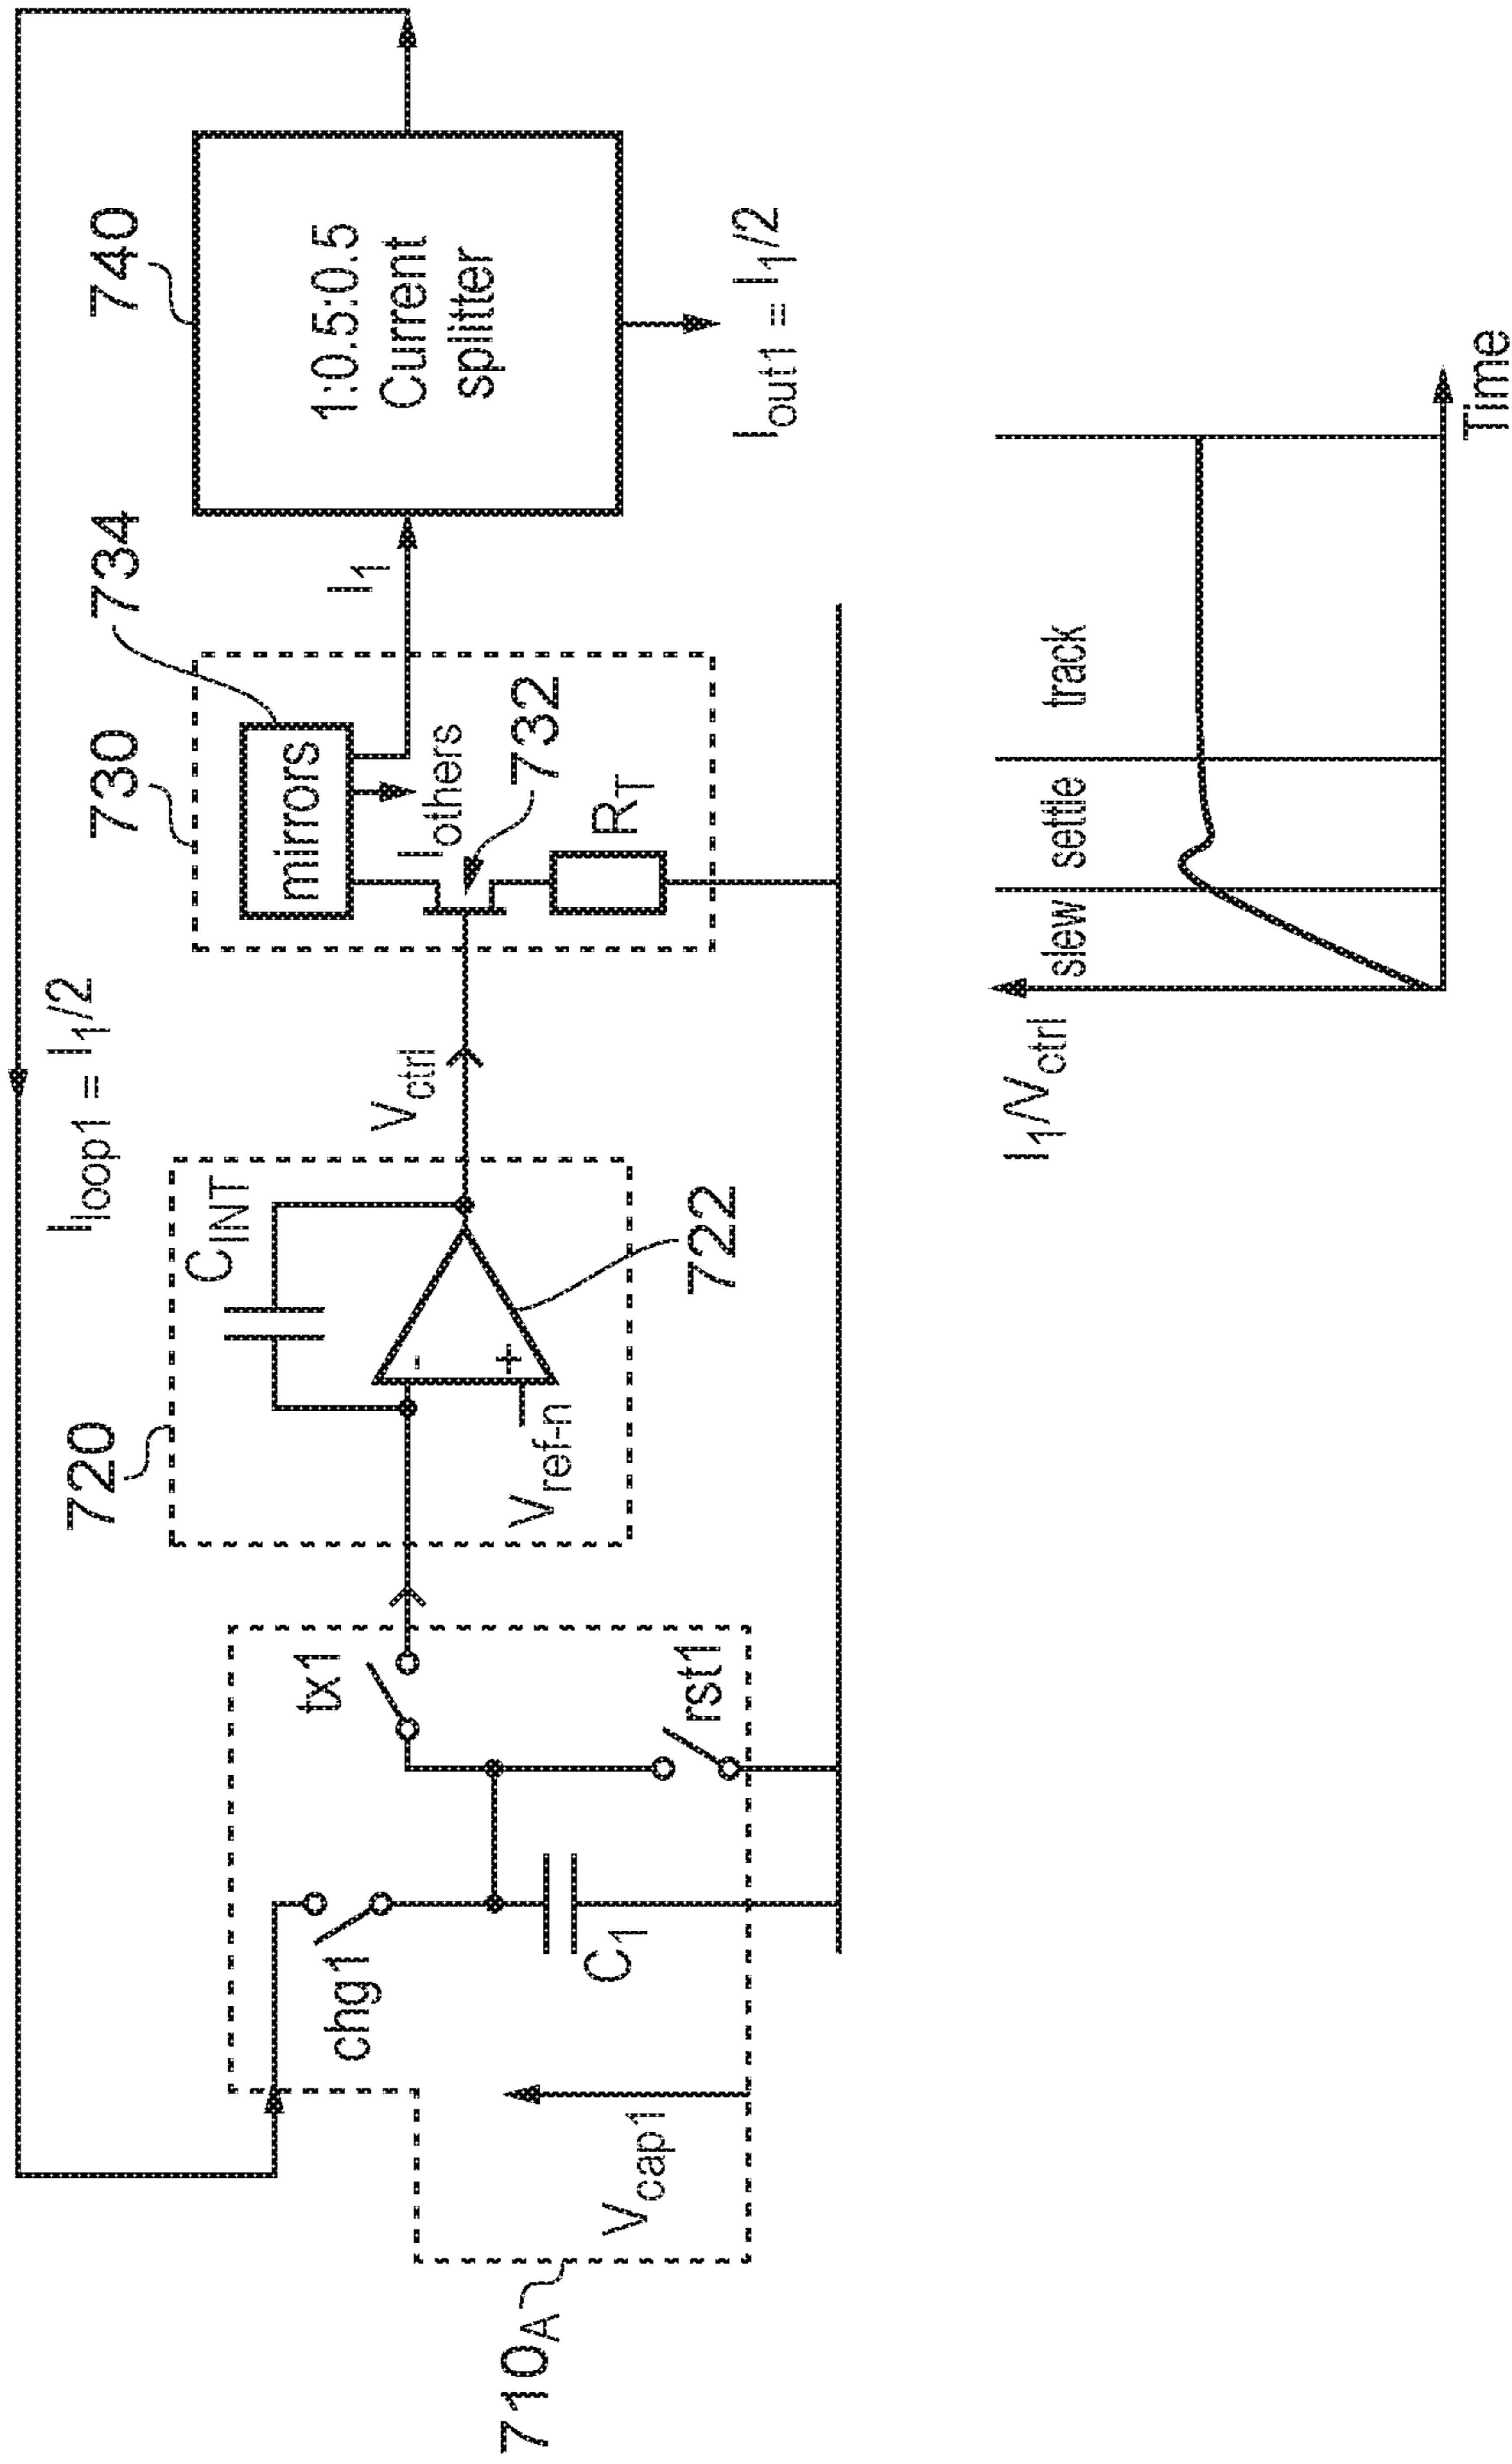 I_loop1 = I_1/2
720
C_INT
-
+
V_ref-n
722
V_ctrl
730
734
mirrors
I_others
732
R_T
I_1
740
1:0.5:0.5
Current
splitter
I_out1 = I_1/2
chg1
tx1
rst1
C_1
V_cap1
710_A
I_1/V_ctrl
slew
settle
track
Time